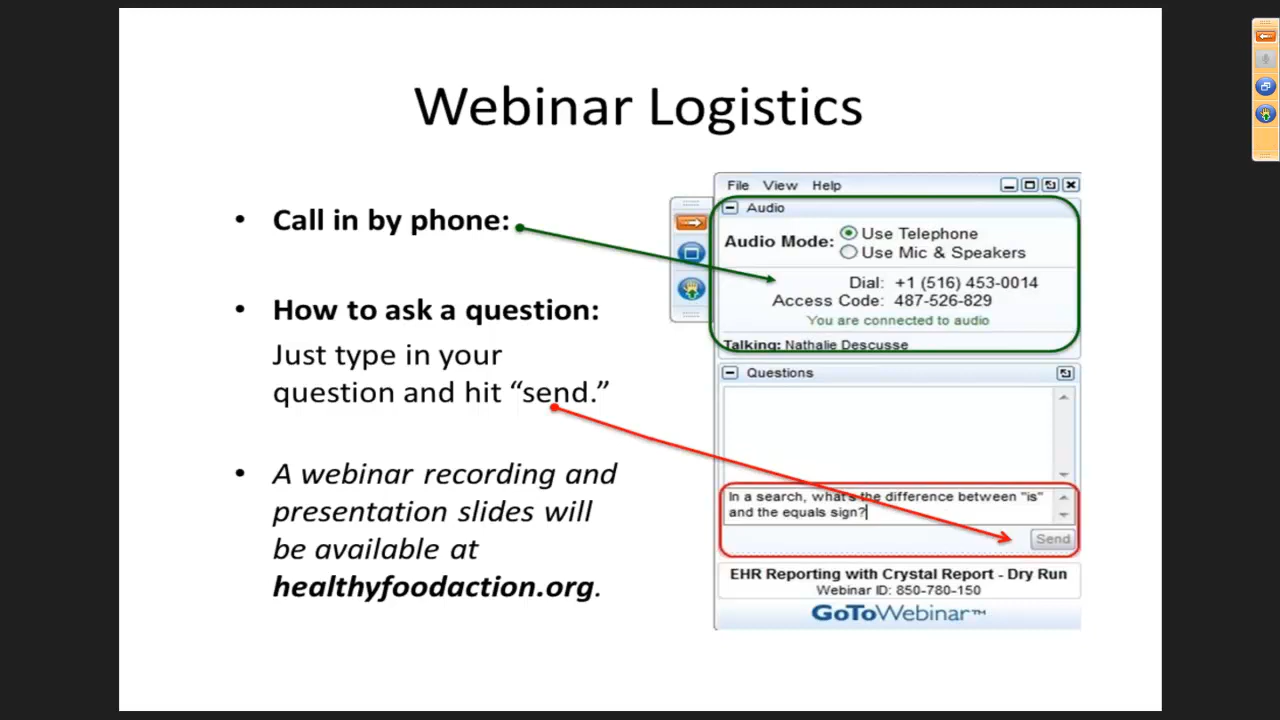 Webinar Logistics
• Call in by phone:
• How to ask a question:
Just type in your
question and hit “send.”
• A webinar recording and
presentation slides will
be available at
healthyfoodaction.org.
File View Help
Audio
Audio Mode: Use Telephone
Use Mic & Speakers
Dial: +1 (516) 453-0014
Access Code: 487-526-829
You are connected to audio
Talking: Nathalie Descusse
Questions
In a search, what's the difference between "is"
and the equals sign?
Send
EHR Reporting with Crystal Report - Dry Run
Webinar ID: 850-780-150
GoToWebinar™